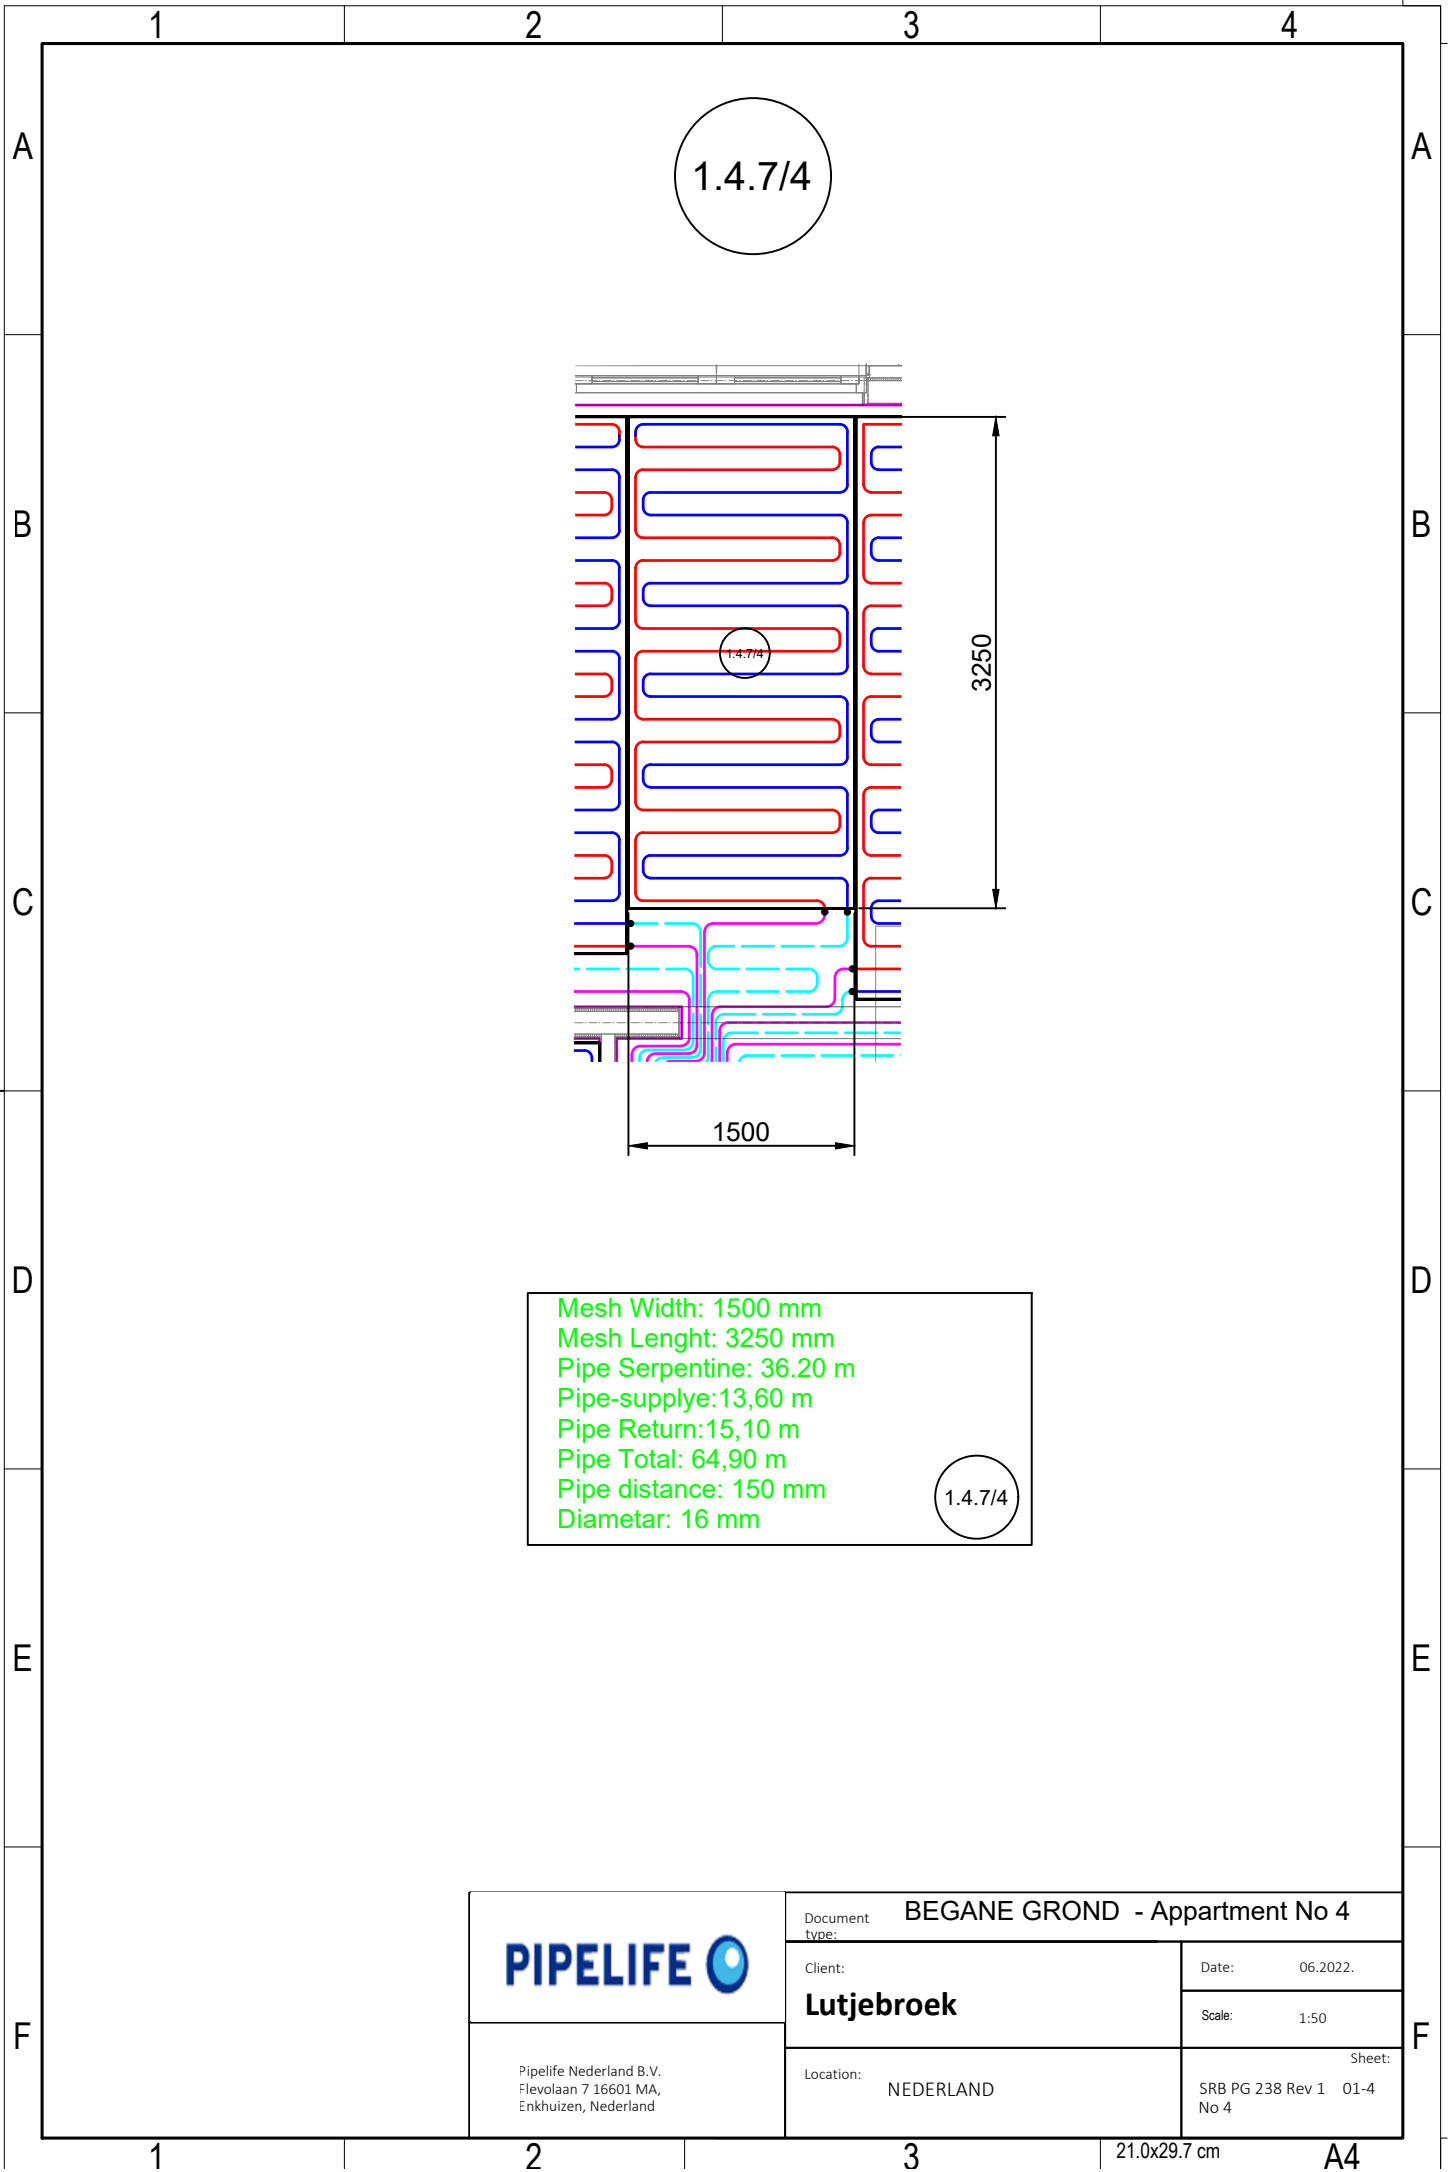 1 2 3 4
A A
1.4.7/4
B B
1.4.7/4
3250
C C
1500
D D
Mesh Width: 1500 mm
Mesh Lenght: 3250 mm
Pipe Serpentine: 36.20 m
Pipe-supplye:13,60 m
Pipe Return:15,10 m
Pipe Total: 64,90 m
Pipe distance: 150 mm
Diametar: 16 mm
1.4.7/4
E E
PIPELIFE
Document type: BEGANE GROND - Appartment No 4
Client:
Lutjebroek
Date: 06.2022.
Scale: 1:50
F F
Pipelife Nederland B.V.
Flevolaan 7 16601 MA,
Enkhuizen, Nederland
Location: NEDERLAND
Sheet:
SRB PG 238 Rev 1 01-4
No 4
1 2 3 21.0x29.7 cm A4